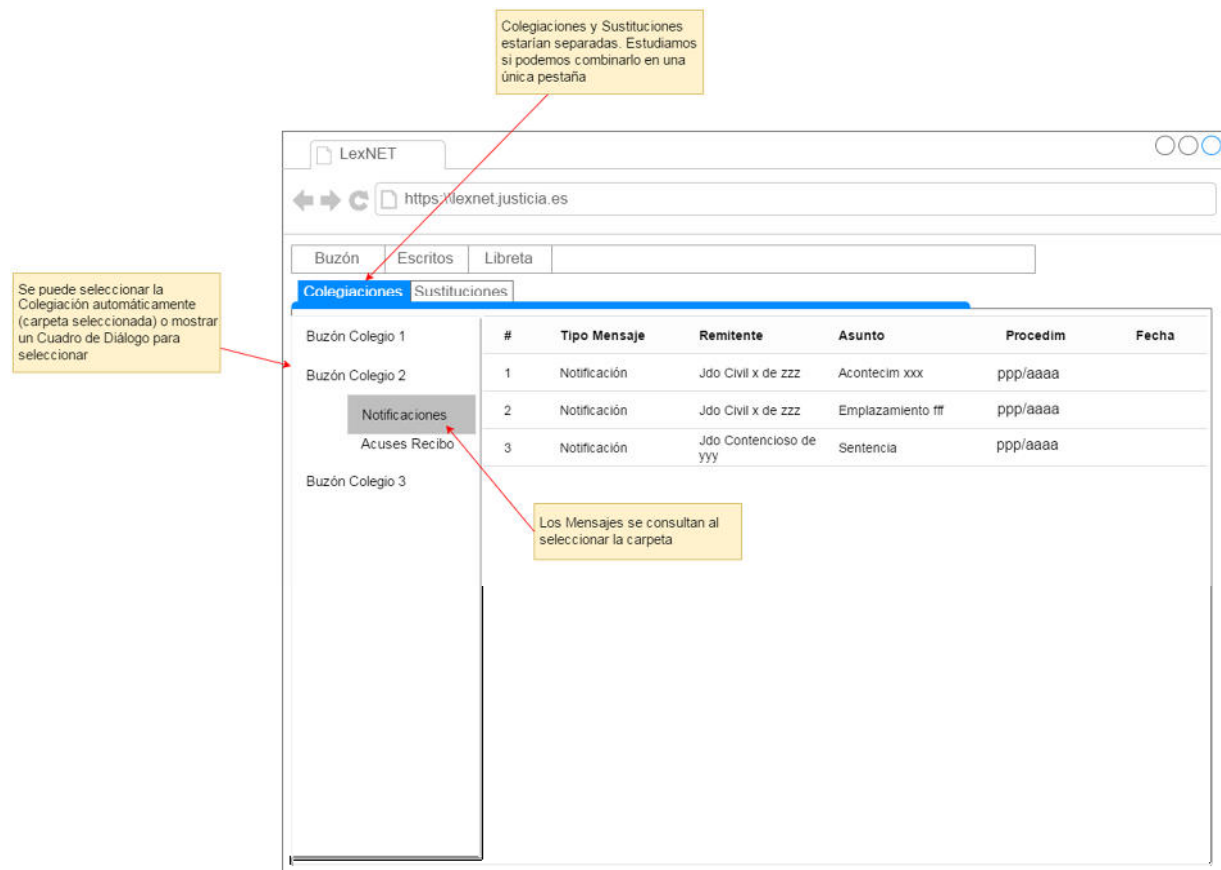 Colegiaciones y Sustituciones
estarían separadas. Estudiamos
si podemos combinarlo en una
única pestaña
LexNET
https:\\lexnet.justicia.es
Buzón Escritos Libreta
Colegiaciones Sustituciones
Se puede seleccionar la
Colegiación automáticamente
(carpeta seleccionada) o mostrar
un Cuadro de Diálogo para
seleccionar
Buzón Colegio 1
Buzón Colegio 2
Notificaciones
Acuses Recibo
Buzón Colegio 3
# Tipo Mensaje Remitente Asunto Procedim Fecha
1 Notificación Jdo Civil x de zzz Acontecim xxx ppp/aaaa
2 Notificación Jdo Civil x de zzz Emplazamiento fff ppp/aaaa
3 Notificación Jdo Contencioso de
yyy Sentencia ppp/aaaa
Los Mensajes se consultan al
seleccionar la carpeta